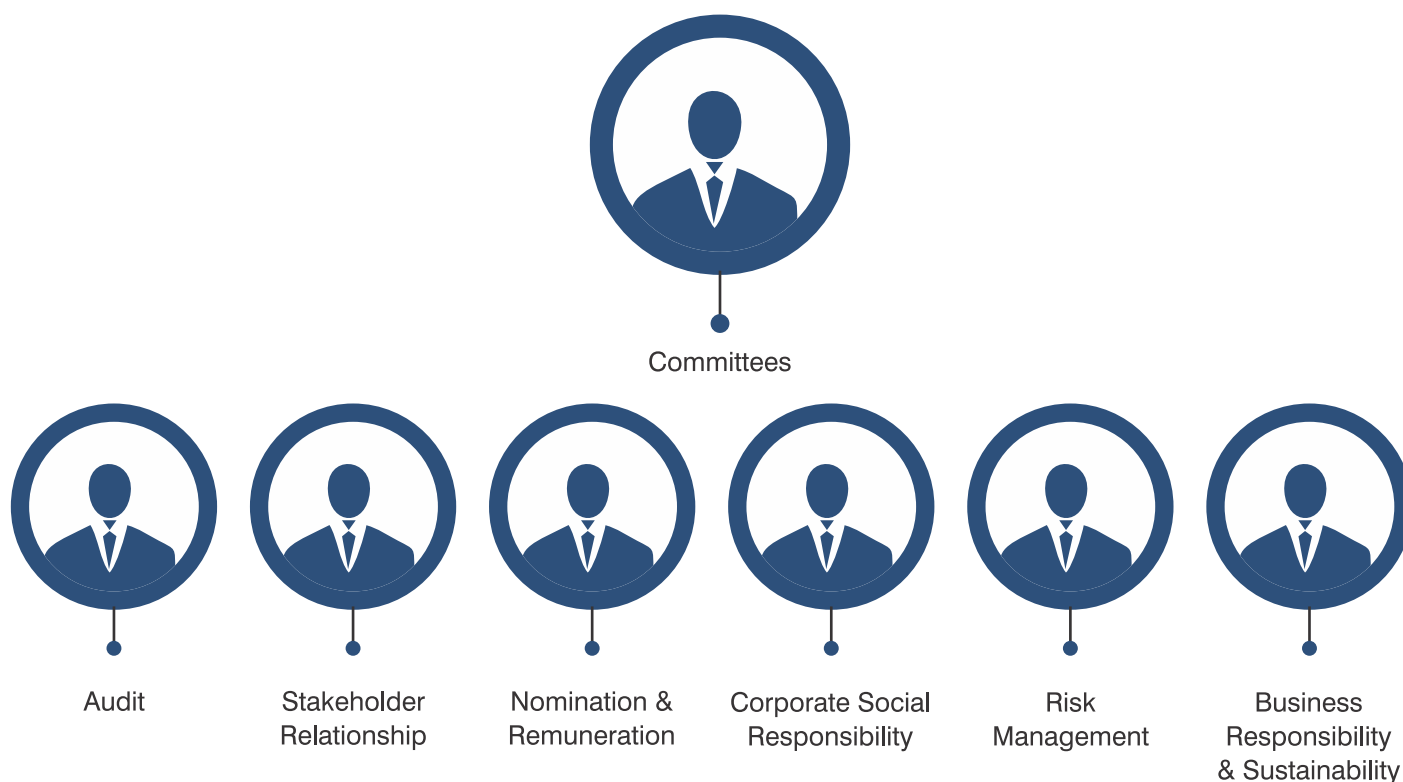 Committees
Audit
Stakeholder
Relationship
Nomination &
Remuneration
Corporate Social
Responsibility
Risk
Management
Business
Responsibility
& Sustainability